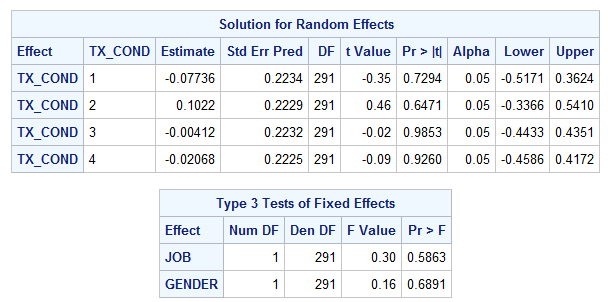 Solution for Random Effects
Effect TX_COND Estimate Std Err Pred DF t Value Pr > |t| Alpha Lower Upper
TX_COND 1 -0.07736 0.2234 291 -0.35 0.7294 0.05 -0.5171 0.3624
TX_COND 2 0.1022 0.2229 291 0.46 0.6471 0.05 -0.3366 0.5410
TX_COND 3 -0.00412 0.2232 291 -0.02 0.9853 0.05 -0.4433 0.4351
TX_COND 4 -0.02068 0.2225 291 -0.09 0.9260 0.05 -0.4586 0.4172
Type 3 Tests of Fixed Effects
Effect Num DF Den DF F Value Pr > F
JOB 1 291 0.30 0.5863
GENDER 1 291 0.16 0.6891